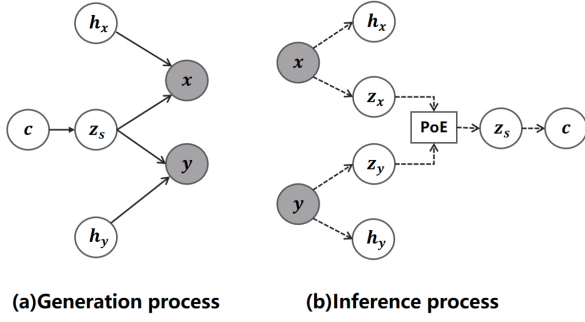 h_x
x
c
z_s
y
h_y
h_x
x
z_x
PoE
z_s
c
z_y
y
h_y
(a)Generation process
(b)Inference process